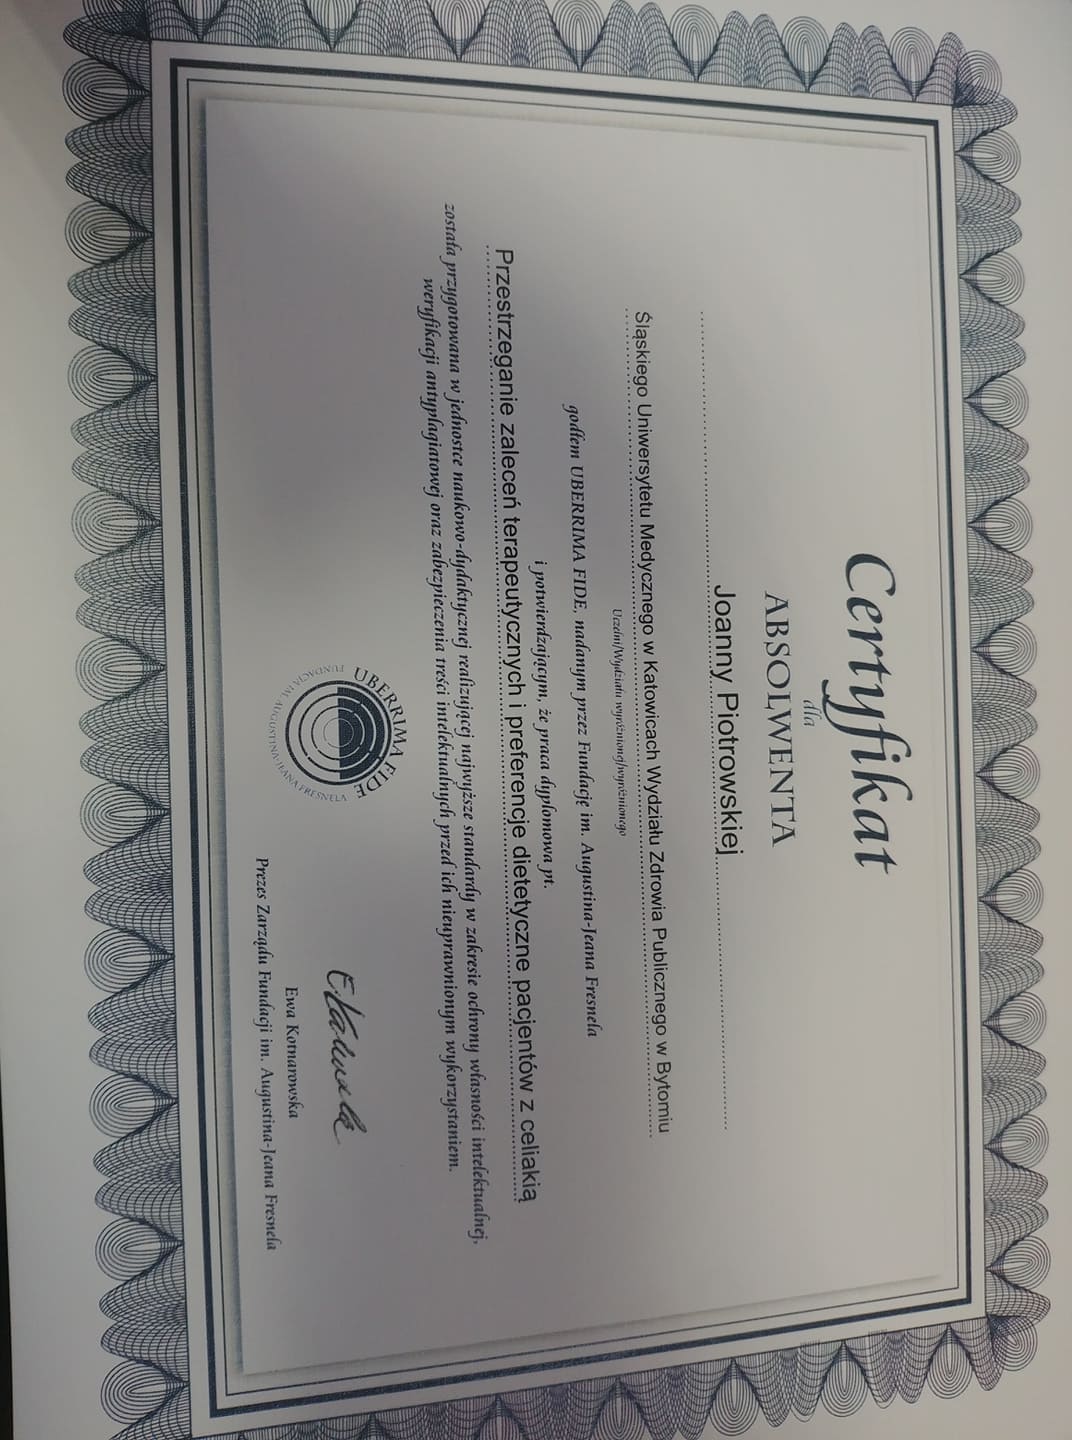 Certyfikat
dla
ABSOLWENTA
Joanny Piotrowskiej
Śląskiego Uniwersytetu Medycznego w Katowicach Wydziału Zdrowia Publicznego w Bytomiu
Uczelni/Wydziału wyróżnionej/wyróżnionego
godłem UBERRIMA FIDE, nadanym przez Fundację im. Augustina-Jeana Fresnela
i potwierdzającym, że praca dyplomowa pt.
Przestrzeganie zaleceń terapeutycznych i preferencje dietetyczne pacjentów z celiakią
została przygotowana w jednostce naukowo-dydaktycznej realizującej najwyższe standardy w zakresie ochrony własności intelektualnej,
weryfikacji antyplagiatowej oraz zabezpieczenia treści intelektualnych przed ich nieuprawnionym wykorzystaniem.
UBERRIMA FIDE
FUNDACJA IM. AUGUSTINA-JEANA FRESNELA
Ewa Kornarowska
Prezes Zarządu Fundacji im. Augustina-Jeana Fresnela